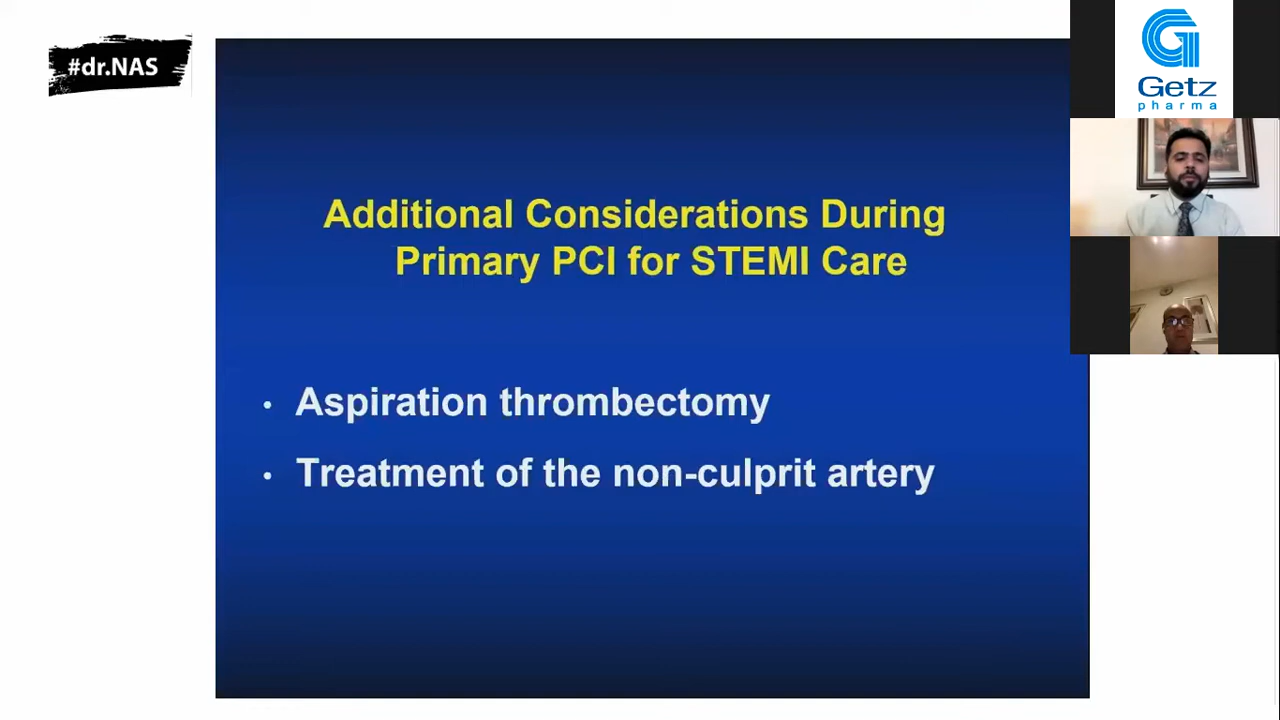 #dr.NAS
Getz
pharma
Additional Considerations During
Primary PCI for STEMI Care
• Aspiration thrombectomy
• Treatment of the non-culprit artery